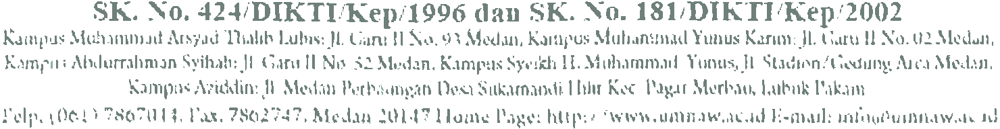 SK. No. 424/DIKTI/Kep/1996 dan SK. No. 181/DIKTI/Kep/2002
Kampus Muhammad Arsyad Thalib Lubis: Jl. Garu II No. 93 Medan, Kampus Muhammad Yunus Karim: Jl. Garu II No. 02 Medan,
Kampus Abdurrahman Syihab: Jl. Garu II No. 52 Medan, Kampus Syeikh H. Muhammad Yunus, Jl. Stadion/Gedung Arca Medan,
Kampus Aziddin: Jl. Medan Perbaungan Desa Sukamandi Hilir Kec. Pagar Merbau, Lubuk Pakam
Telp. (061) 7867044, Fax. 7862747, Medan 20147 Home Page: http://www.umnaw.ac.id E-mail: info@umnaw.ac.id